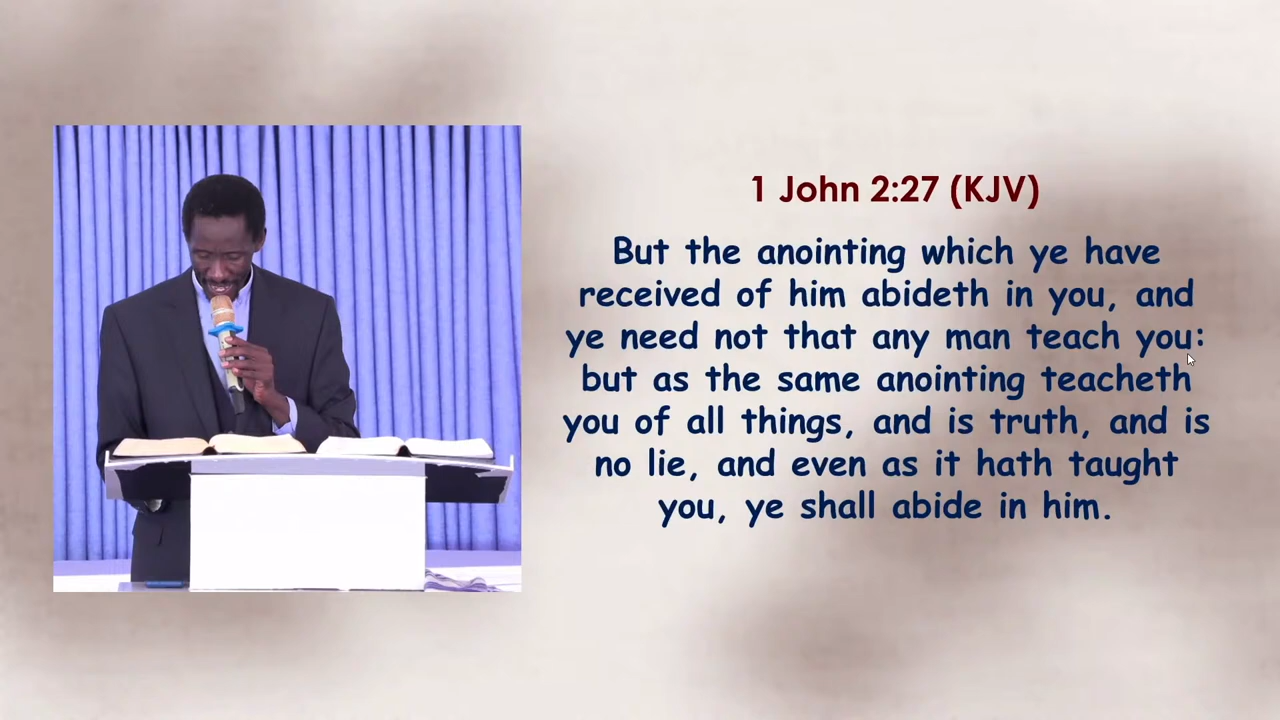 1 John 2:27 (KJV)
But the anointing which ye have
received of him abideth in you, and
ye need not that any man teach you:
but as the same anointing teacheth
you of all things, and is truth, and is
no lie, and even as it hath taught
you, ye shall abide in him.